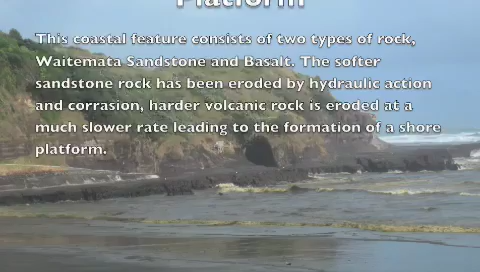 Platform
This coastal feature consists of two types of rock,
Waitemata Sandstone and Basalt. The softer
sandstone rock has been eroded by hydraulic action
and corrasion, harder volcanic rock is eroded at a
much slower rate leading to the formation of a shore
platform.